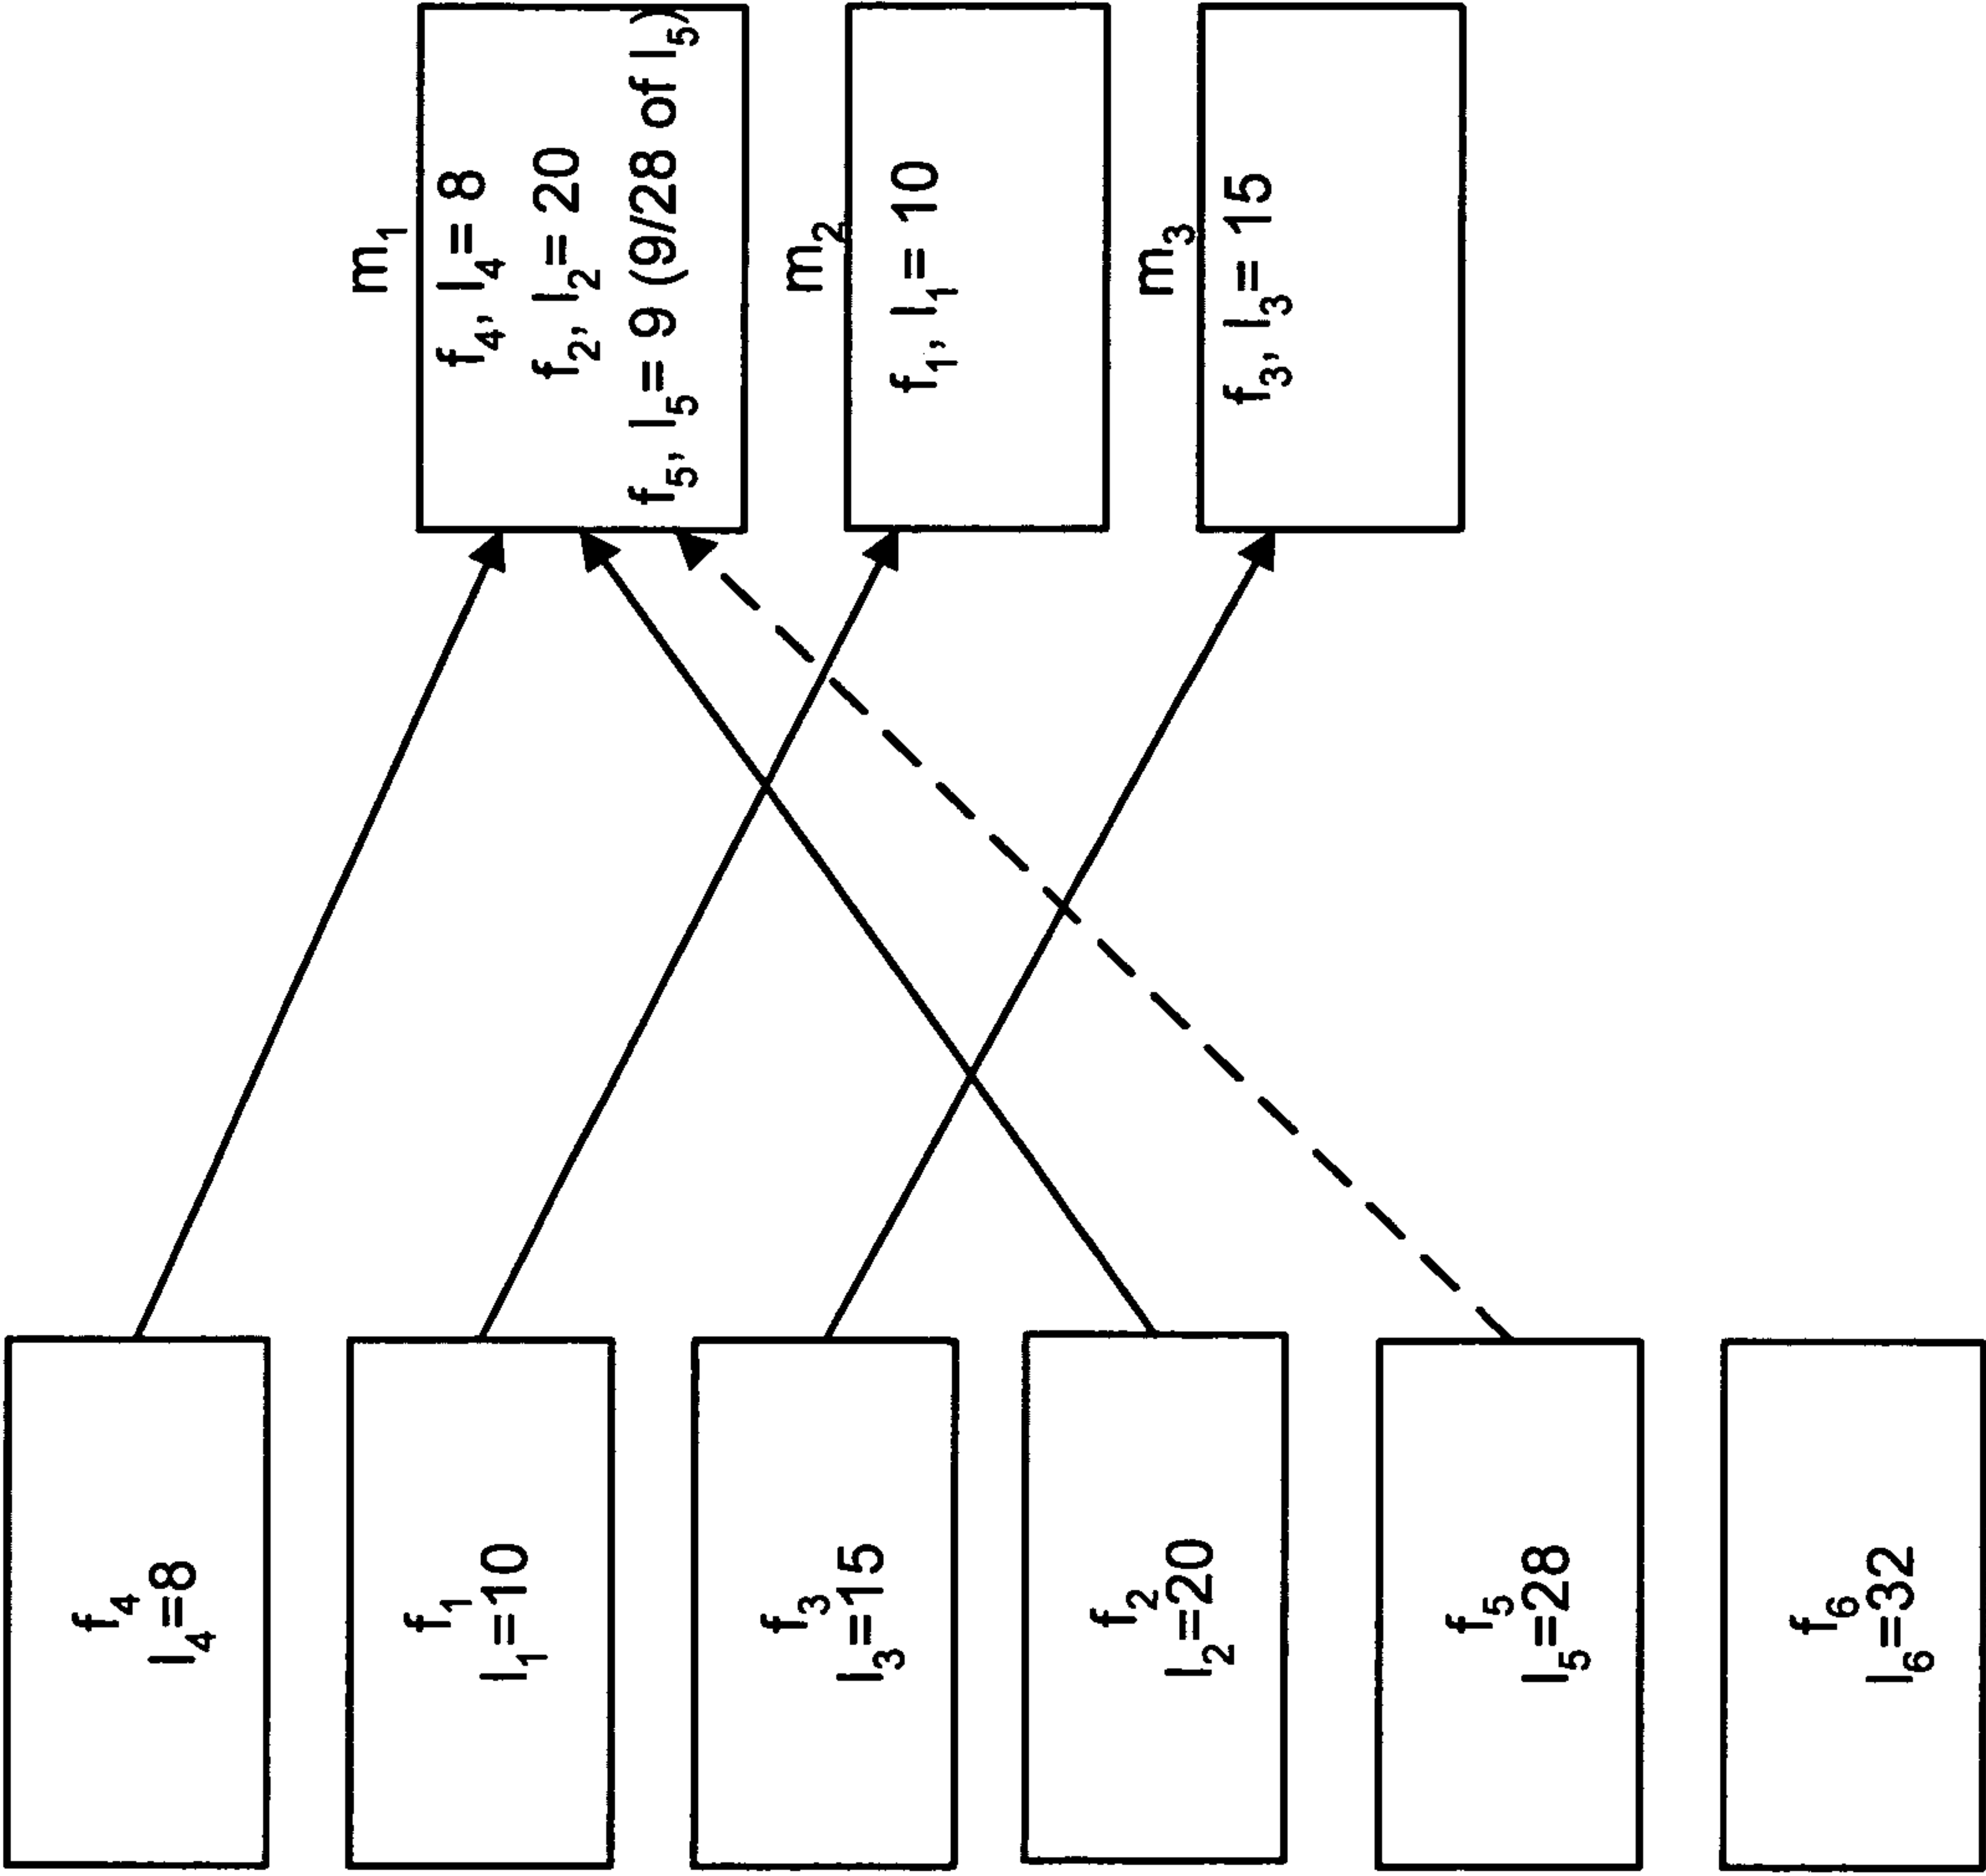 f₄
l₄=8
f₁
l₁=10
f₃
l₃=15
f₂
l₂=20
f₅
l₅=28
f₆
l₆=32
m₁
f₄, l₄ = 8
f₂, l₂ = 20
f₅, l₅ = 9 (9/28 of l₅)
m₂
f₁, l₁ = 10
m₃
f₃, l₃ = 15